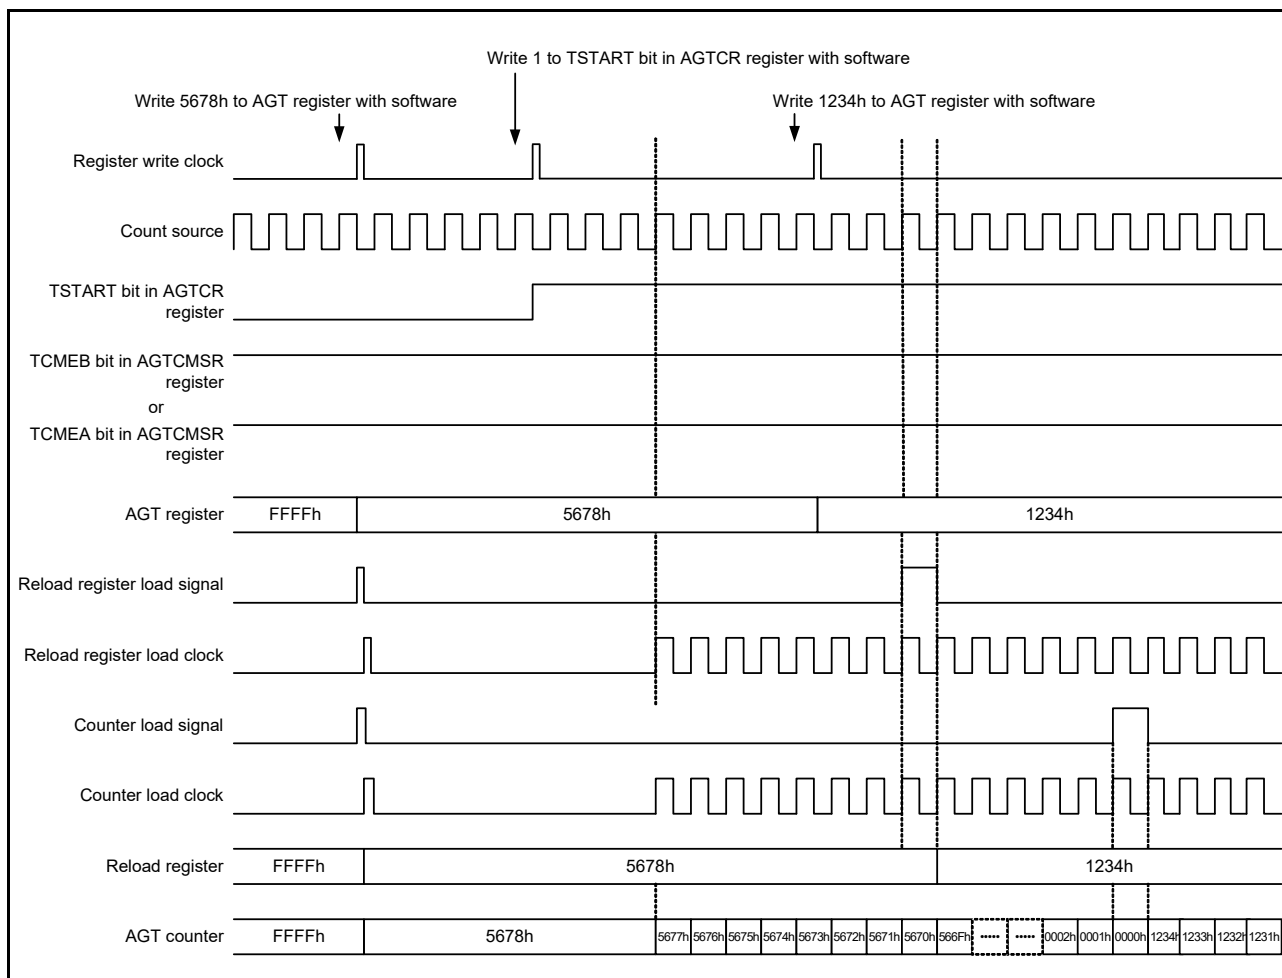 Write 1 to TSTART bit in AGTCR register with software
Write 5678h to AGT register with software
Write 1234h to AGT register with software
Register write clock
Count source
TSTART bit in AGTCR
register
TCMEB bit in AGTCMSR
register
or
TCMEA bit in AGTCMSR
register
AGT register FFFFh 5678h 1234h
Reload register load signal
Reload register load clock
Counter load signal
Counter load clock
Reload register FFFFh 5678h 1234h
AGT counter FFFFh 5678h 5677h 5676h 5675h 5674h 5673h 5672h 5671h 5670h 566Fh ..... ..... 0002h 0001h 0000h 1234h 1233h 1232h 1231h